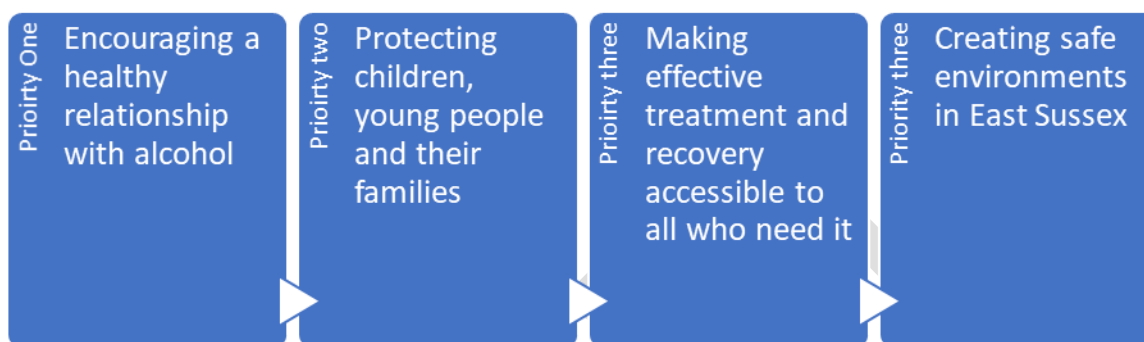 Prioirty One
Encouraging a
healthy
relationship
with alcohol
Prioirty two
Protecting
children,
young people
and their
families
Prioirty three
Making
effective
treatment and
recovery
accessible to
all who need it
Priority three
Creating safe
environments
in East Sussex